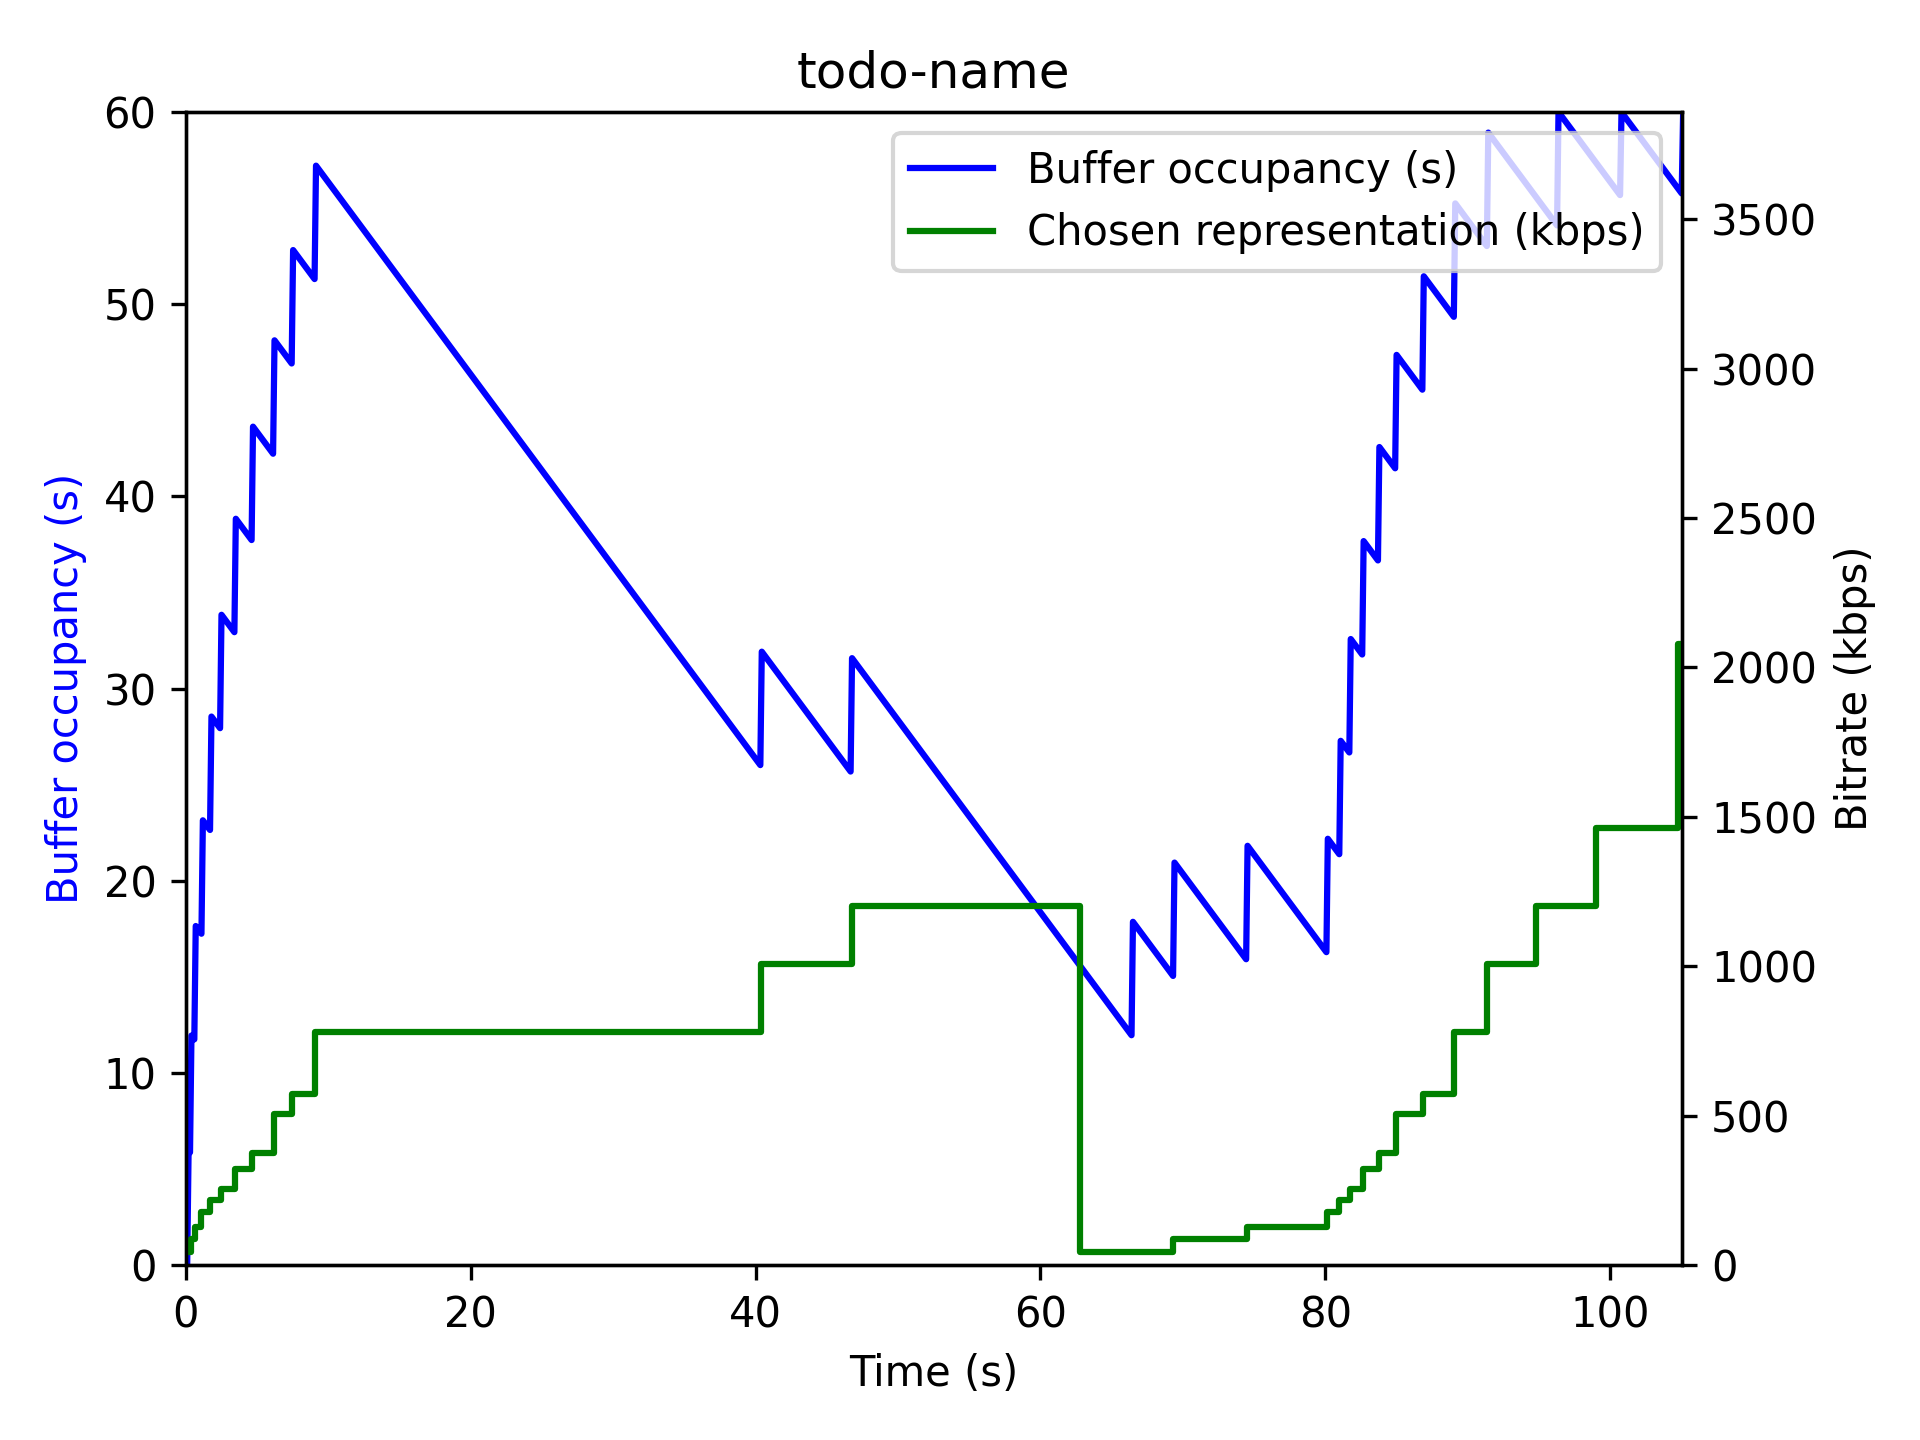 todo-name
60
50
40
30
20
10
0
Buffer occupancy (s)
Buffer occupancy (s)
Chosen representation (kbps)
3500
3000
2500
2000
1500
1000
500
0
Bitrate (kbps)
0 20 40 60 80 100
Time (s)